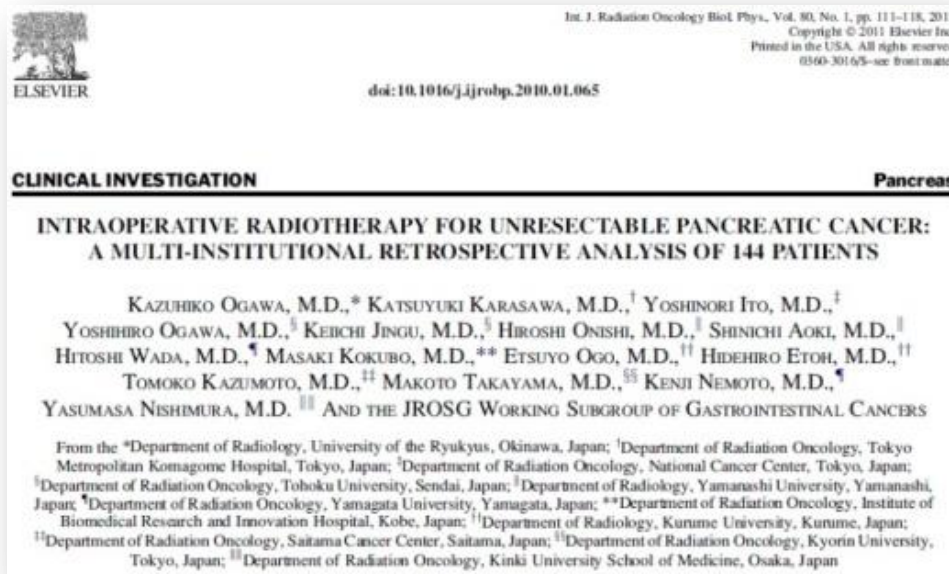 Int. J. Radiation Oncology Biol. Phys., Vol. 80, No. 1, pp. 111–118, 201
Copyright © 2011 Elsevier Inc
Printed in the USA. All rights reserve
0360-3016/$–see front matte
ELSEVIER
doi:10.1016/j.ijrobp.2010.01.065
CLINICAL INVESTIGATION
Pancreas
INTRAOPERATIVE RADIOTHERAPY FOR UNRESECTABLE PANCREATIC CANCER:
A MULTI-INSTITUTIONAL RETROSPECTIVE ANALYSIS OF 144 PATIENTS
KAZUHIKO OGAWA, M.D.,* KATSUYUKI KARASAWA, M.D.,† YOSHINORI ITO, M.D.,‡
YOSHIHIRO OGAWA, M.D.,§ KEIICHI JINGU, M.D.,§ HIROSHI ONISHI, M.D.,‖ SHINICHI AOKI, M.D.,‖
HITOSHI WADA, M.D.,¶ MASAKI KOKUBO, M.D.,** ETSUYO OGO, M.D.,†† HIDEHIRO ETOH, M.D.,††
TOMOKO KAZUMOTO, M.D.,‡‡ MAKOTO TAKAYAMA, M.D.,§§ KENJI NEMOTO, M.D.,¶
YASUMASA NISHIMURA, M.D. ‖‖ AND THE JROSG WORKING SUBGROUP OF GASTROINTESTINAL CANCERS
From the *Department of Radiology, University of the Ryukyus, Okinawa, Japan; †Department of Radiation Oncology, Tokyo
Metropolitan Komagome Hospital, Tokyo, Japan; ‡Department of Radiation Oncology, National Cancer Center, Tokyo, Japan;
§Department of Radiation Oncology, Tohoku University, Sendai, Japan; ‖Department of Radiology, Yamanashi University, Yamanashi,
Japan; ¶Department of Radiation Oncology, Yamagata University, Yamagata, Japan; **Department of Radiation Oncology, Institute of
Biomedical Research and Innovation Hospital, Kobe, Japan; ††Department of Radiology, Kurume University, Kurume, Japan;
‡‡Department of Radiation Oncology, Saitama Cancer Center, Saitama, Japan; §§Department of Radiation Oncology, Kyorin University,
Tokyo, Japan; ‖‖Department of Radiation Oncology, Kinki University School of Medicine, Osaka, Japan